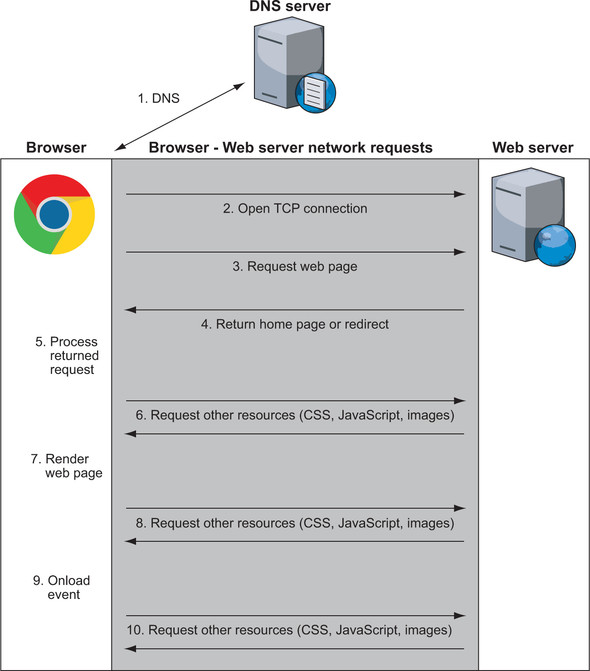 DNS server
1. DNS
Browser
Browser - Web server network requests
Web server
2. Open TCP connection
3. Request web page
4. Return home page or redirect
5. Process
returned
request
6. Request other resources (CSS, JavaScript, images)
7. Render
web page
8. Request other resources (CSS, JavaScript, images)
9. Onload
event
10. Request other resources (CSS, JavaScript, images)